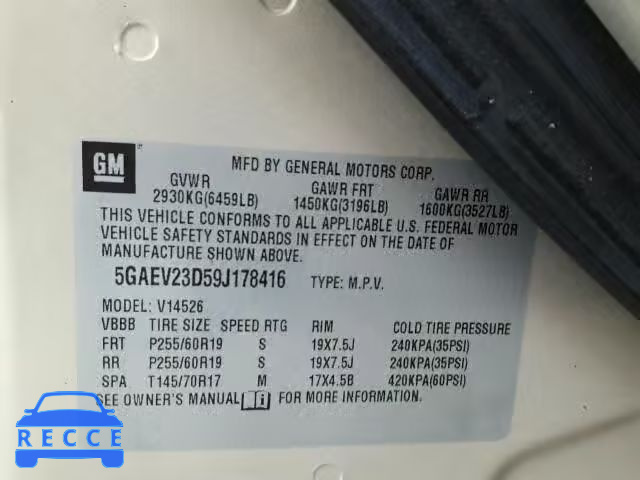 GM
MFD BY GENERAL MOTORS CORP.
GVWR GAWR FRT GAWR RR
2930KG(6459LB) 1450KG(3196LB) 1600KG(3527LB)
THIS VEHICLE CONFORMS TO ALL APPLICABLE U.S. FEDERAL MOTOR
VEHICLE SAFETY STANDARDS IN EFFECT ON THE DATE OF
MANUFACTURE SHOWN ABOVE.
5GAEV23D59J178416 TYPE: M.P.V.
MODEL: V14526
VBBB TIRE SIZE SPEED RTG RIM COLD TIRE PRESSURE
FRT P255/60R19 S 19X7.5J 240KPA(35PSI)
RR P255/60R19 S 19X7.5J 240KPA(35PSI)
SPA T145/70R17 M 17X4.5B 420KPA(60PSI)
SEE OWNER'S MANUAL FOR MORE INFORMATION.
RECCE